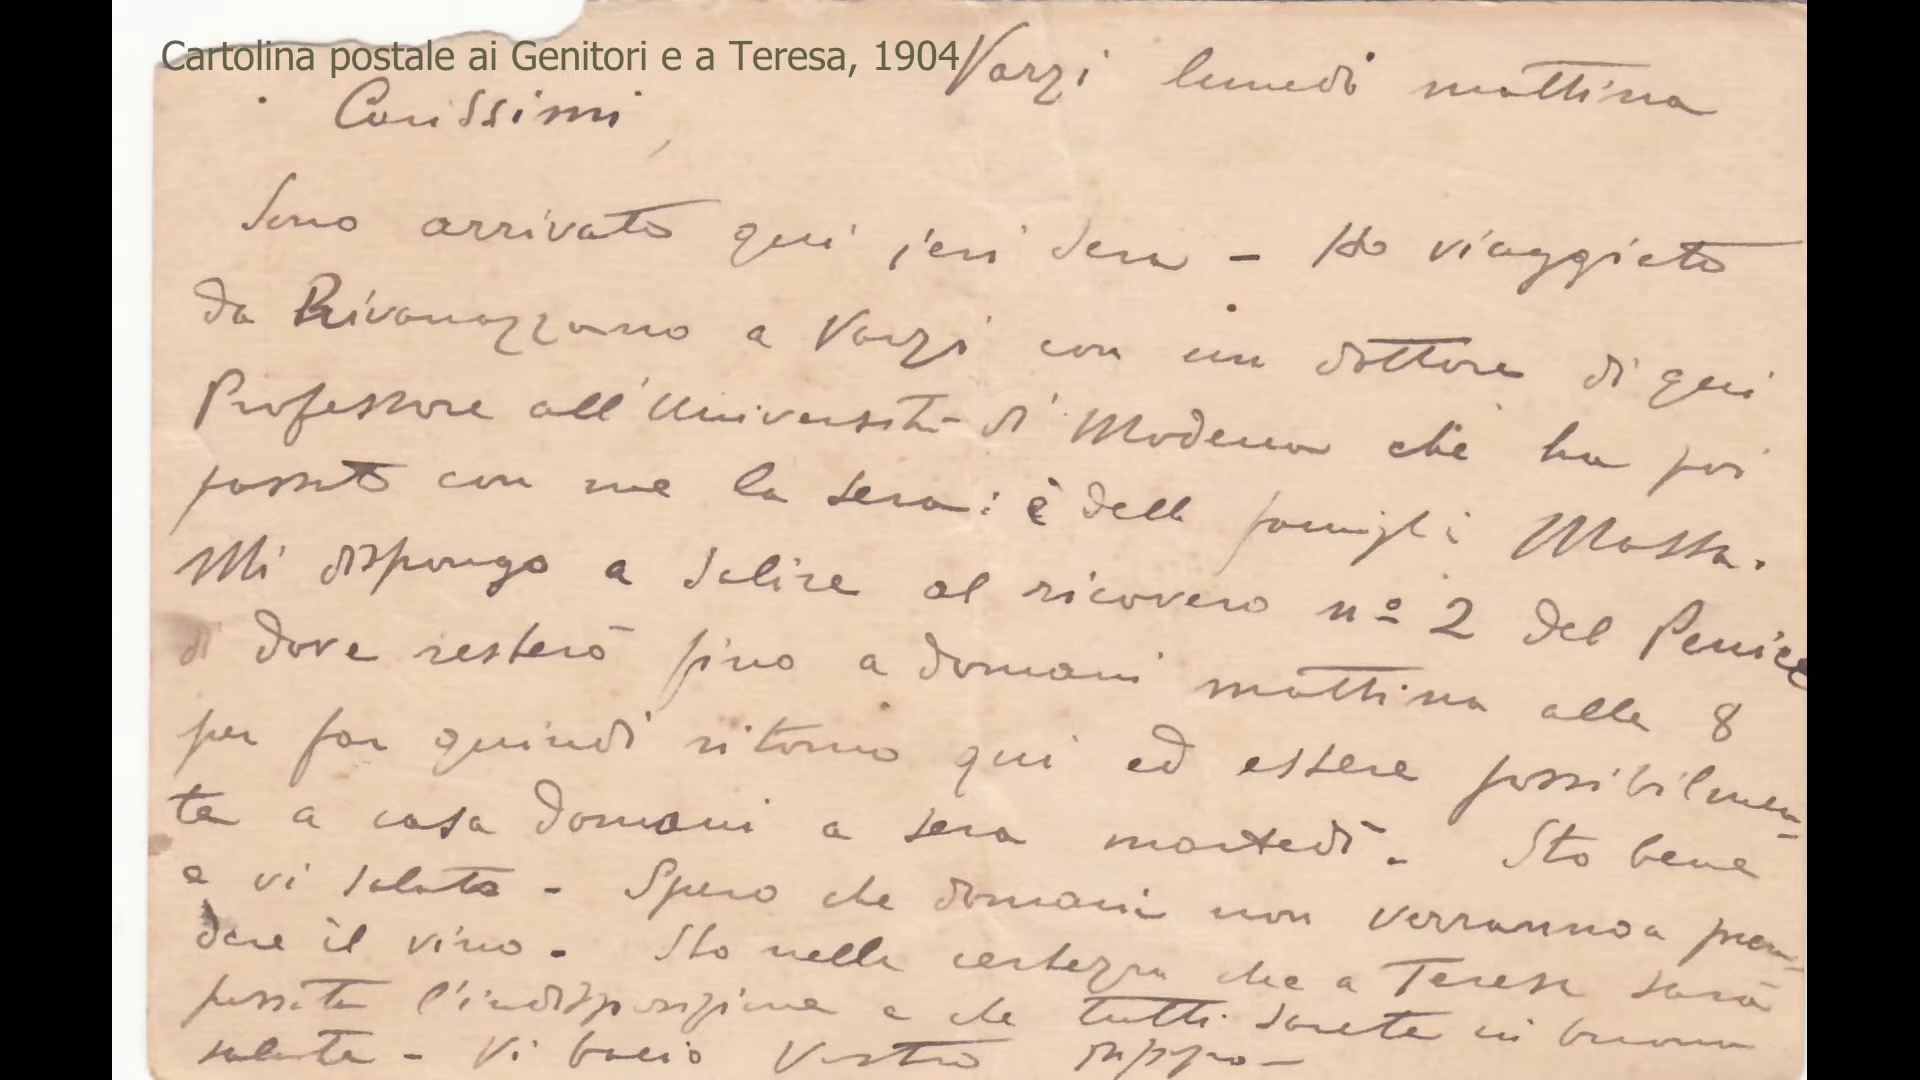 Cartolina postale ai Genitori e a Teresa, 1904
Varzi lunedì mattina
Carissimi,
Sono arrivato qui jeri sera - Ho viaggiato
da Rivanazzano a Varzi con un dottore di qui
Professore all'Università di Modena che ha poi
passato con me la sera: è della famiglia Massa.
Mi dispongo a salire al ricovero nº 2 del Penice
di dove resterò fino a domani mattina alle 8
per far quindi ritorno qui ed essere possibilmen-
te a casa domani a sera martedì. Sto bene
e vi saluto - Spero che domani non verranno a pren-
dere il vino. Sto nella certezza che a Teresa sarà
passata l'indisposizione e che tutti sarete in buona
salute - Vi bacio Vostro